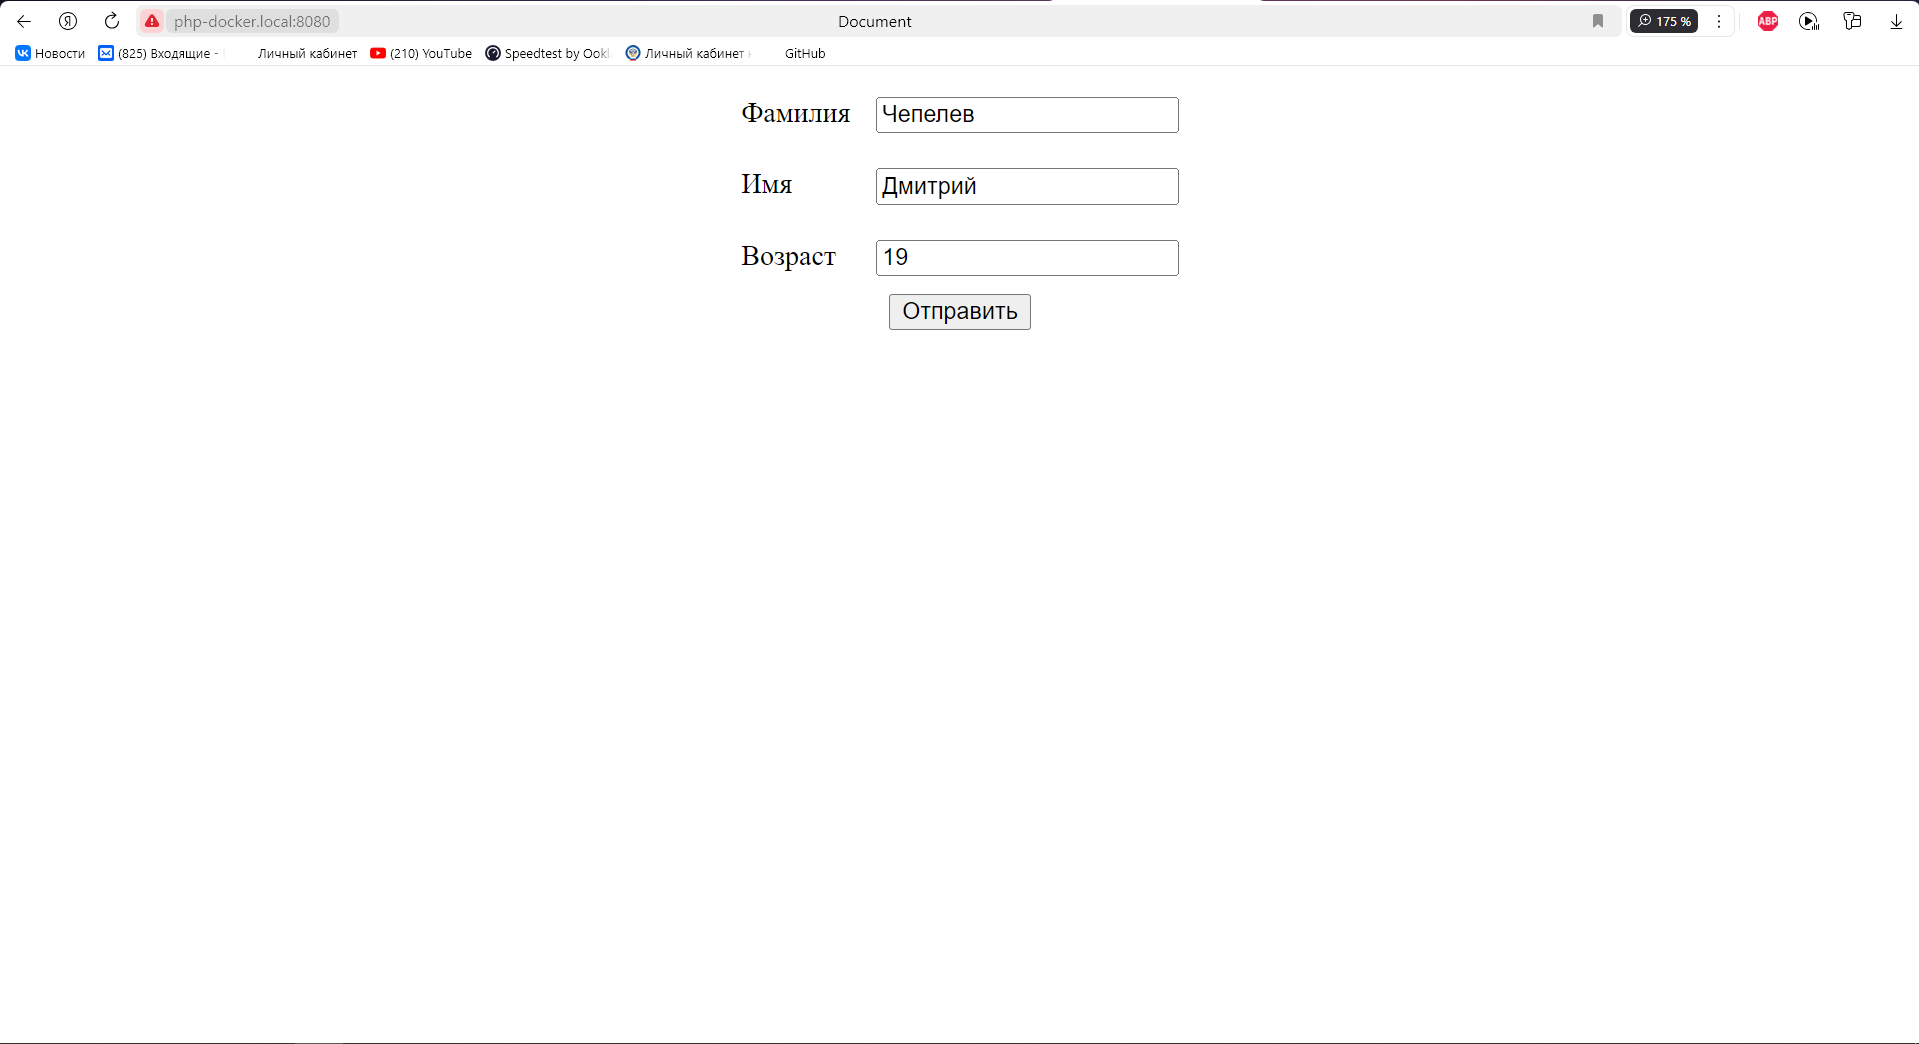 php-docker.local:8080 Document 175 % ABP
Новости (825) Входящие - Личный кабинет (210) YouTube Speedtest by Ookl Личный кабинет GitHub
Фамилия Чепелев
Имя Дмитрий
Возраст 19
Отправить